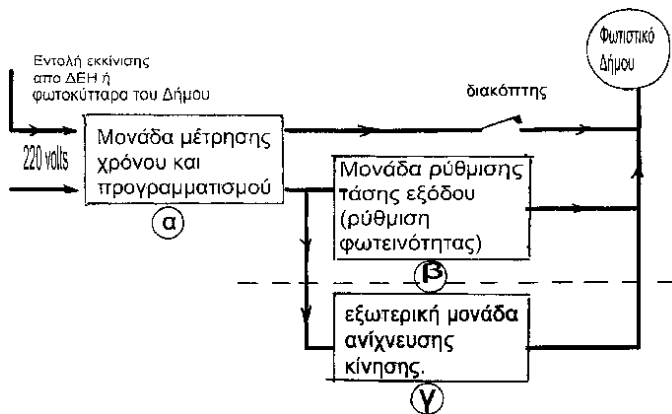 Εντολή εκκίνισης
απο ΔΕΗ ή
φωτοκύτταρα του Δήμου
220 volts
Μονάδα μέτρησης
χρόνου και
προγραμματισμού
α
διακόπτης
Φωτιστικό
Δήμου
Μονάδα ρύθμισης
τάσης εξόδου
(ρύθμιση
φωτεινότητας)
β
εξωτερική μονάδα
ανίχνευσης
κίνησης.
γ